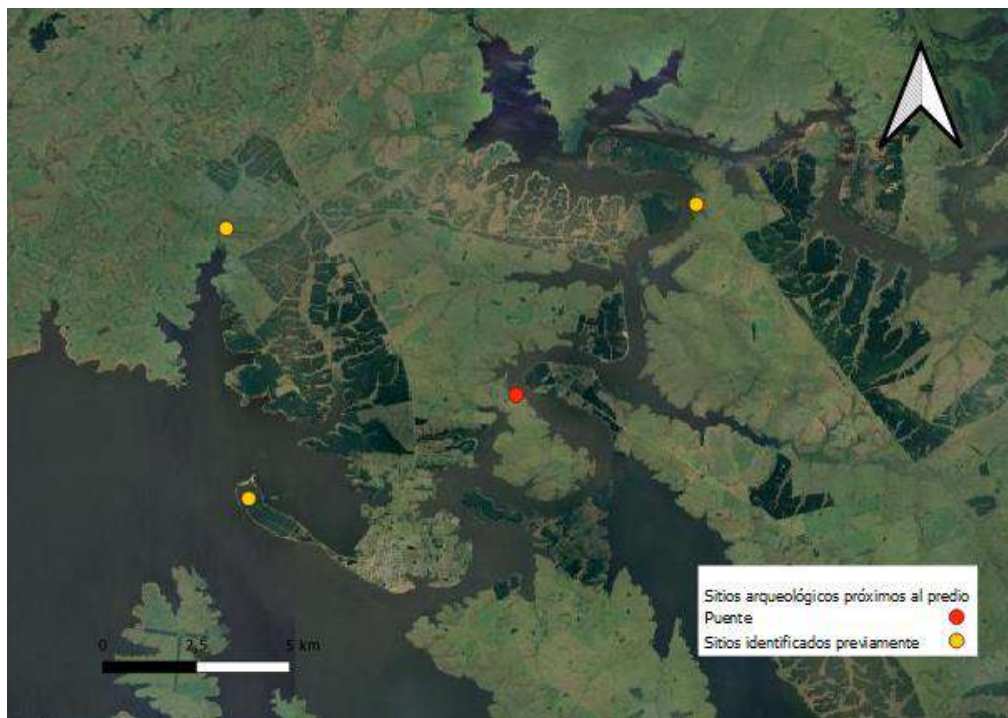 Sitios arqueológicos próximos al predio
Puente
Sitios identificados previamente
0 2,5 5 km